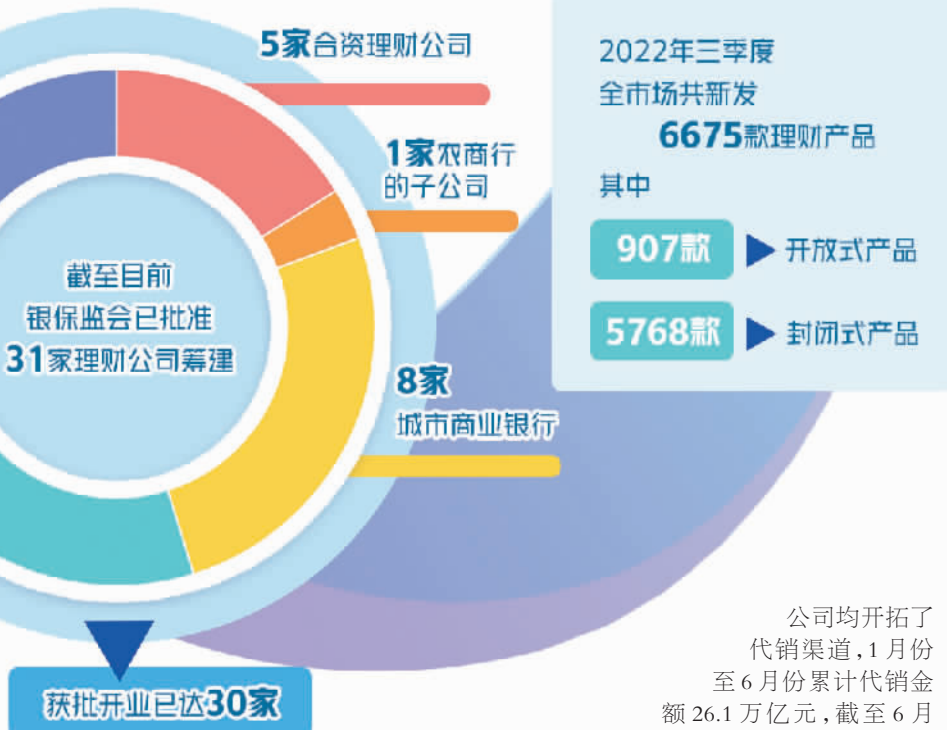 5家合资理财公司
1家农商行
的子公司
8家
城市商业银行
截至目前
银保监会已批准
31家理财公司筹建
获批开业已达30家
2022年三季度
全市场共新发
6675款理财产品
其中
907款 开放式产品
5768款 封闭式产品
公司均开拓了
代销渠道，1月份
至6月份累计代销金
额26.1万亿元，截至6月